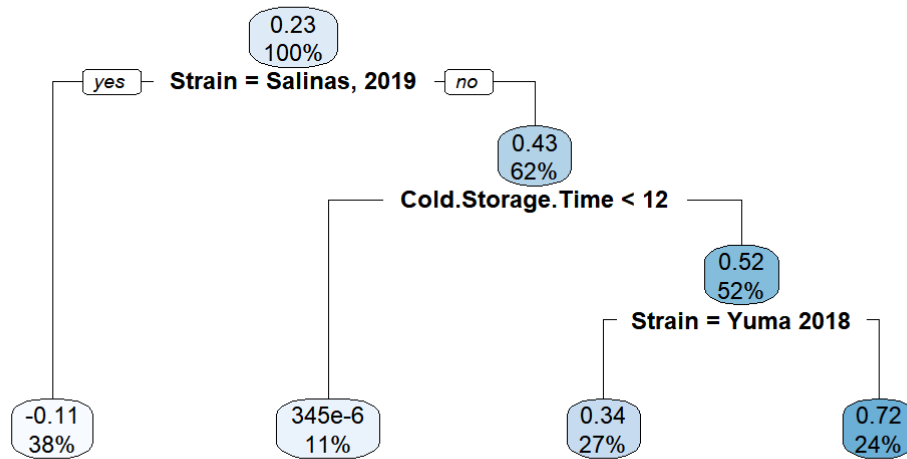 0.23
100%
yes Strain = Salinas, 2019 no
0.43
62%
Cold.Storage.Time < 12
0.52
52%
Strain = Yuma 2018
-0.11 345e-6 0.34 0.72
38% 11% 27% 24%